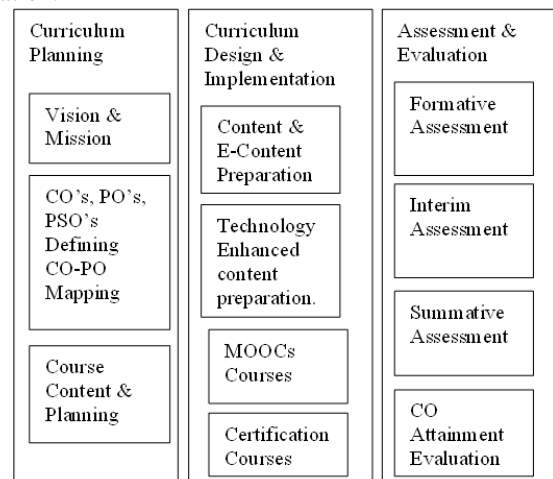 Curriculum
Planning
Vision &
Mission
CO's, PO's,
PSO's
Defining
CO-PO
Mapping
Course
Content &
Planning
Curriculum
Design &
Implementation
Content &
E-Content
Preparation
Technology
Enhanced
content
preparation.
MOOCs
Courses
Certification
Courses
Assessment &
Evaluation
Formative
Assessment
Interim
Assessment
Summative
Assessment
CO
Attainment
Evaluation